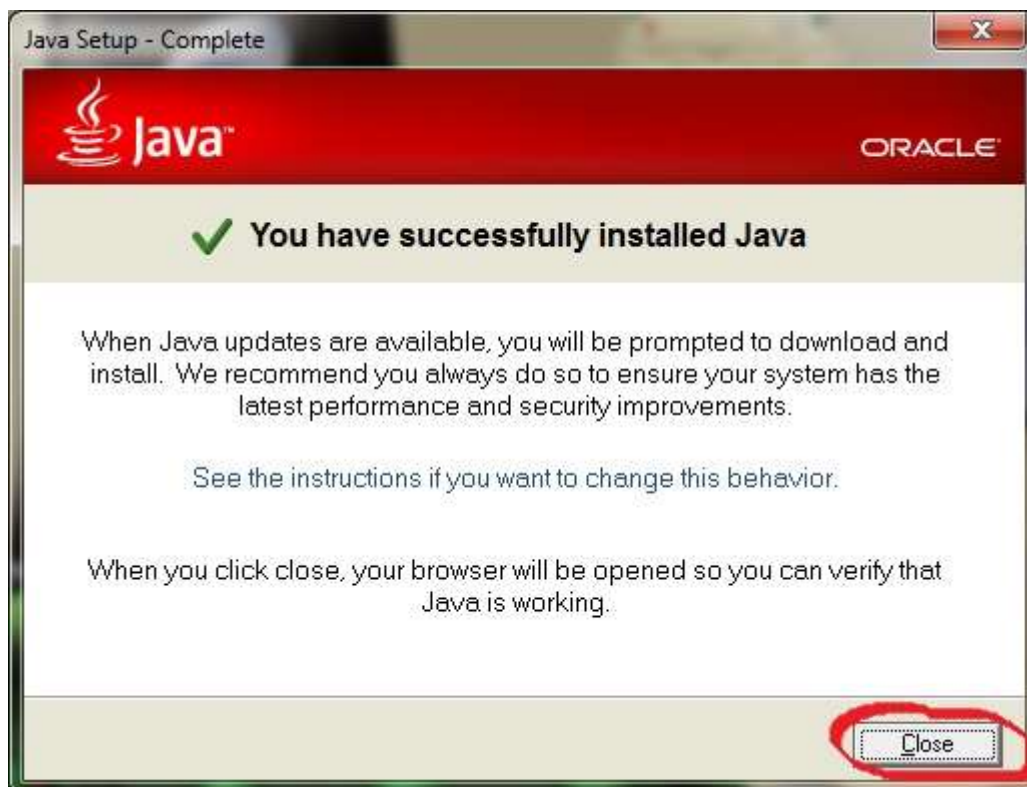 Java Setup - Complete
Java™
ORACLE
You have successfully installed Java
When Java updates are available, you will be prompted to download and
install. We recommend you always do so to ensure your system has the
latest performance and security improvements.
See the instructions if you want to change this behavior.
When you click close, your browser will be opened so you can verify that
Java is working.
Close